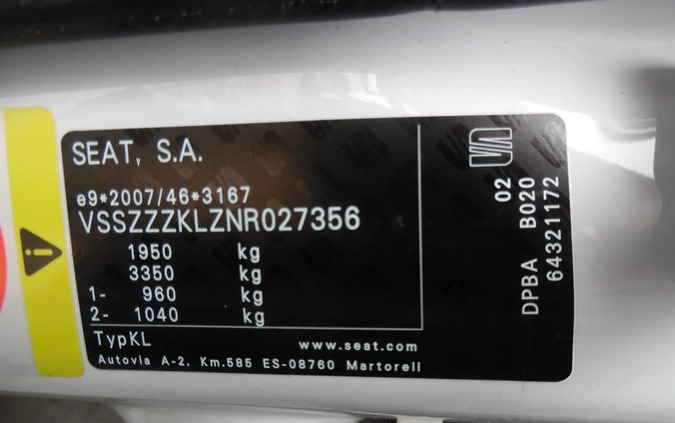 SEAT, S.A.
e9*2007/46*3167
VSSZZZKLZNR027356
1950 kg
3350 kg
1- 960 kg
2- 1040 kg
TypKL
www.seat.com
Autovia A-2, Km.585 ES-08760 Martorell
02
DPBA B020
64321172